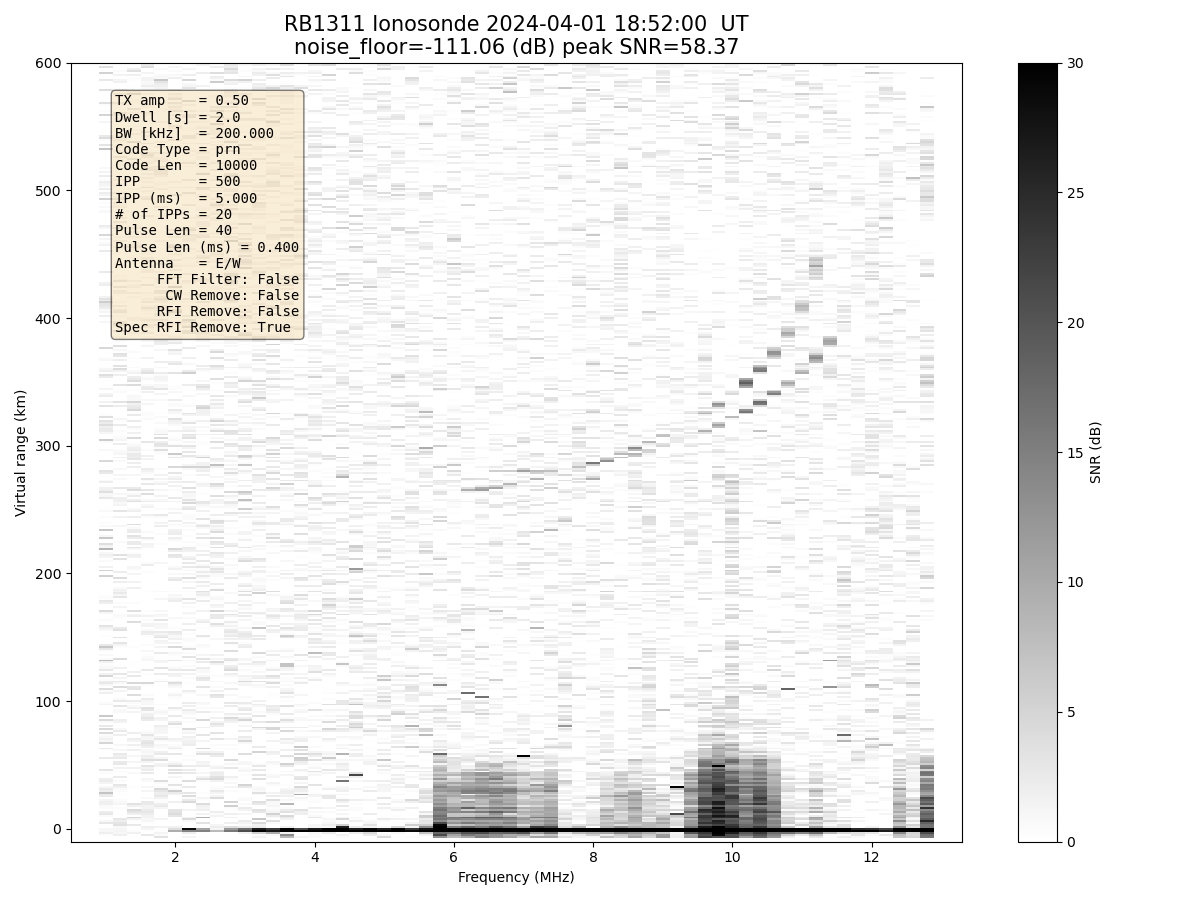 RB1311 Ionosonde 2024-04-01 18:52:00  UT
noise_floor=-111.06 (dB) peak SNR=58.37
TX amp    = 0.50
Dwell [s] = 2.0
BW [kHz]  = 200.000
Code Type = prn
Code Len  = 10000
IPP       = 500
IPP (ms)  = 5.000
# of IPPs = 20
Pulse Len = 40
Pulse Len (ms) = 0.400
Antenna   = E/W
FFT Filter: False
CW Remove: False
RFI Remove: False
Spec RFI Remove: True
600
500
400
300
200
100
0
Virtual range (km)
2
4
6
8
10
12
Frequency (MHz)
30
25
20
15
10
5
0
SNR (dB)